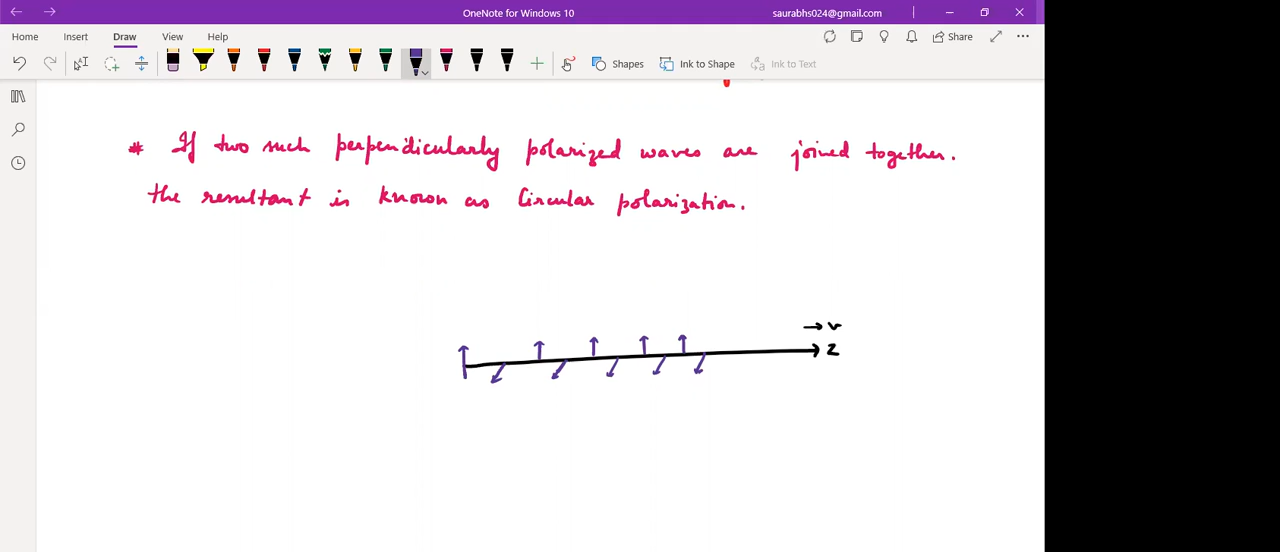 OneNote for Windows 10
saurabhs024@gmail.com
Home Insert Draw View Help
Share
Shapes
Ink to Shape
Ink to Text
* If two such perpendicularly polarized waves are joined together.
the resultant is known as Circular polarization.
→ v
z